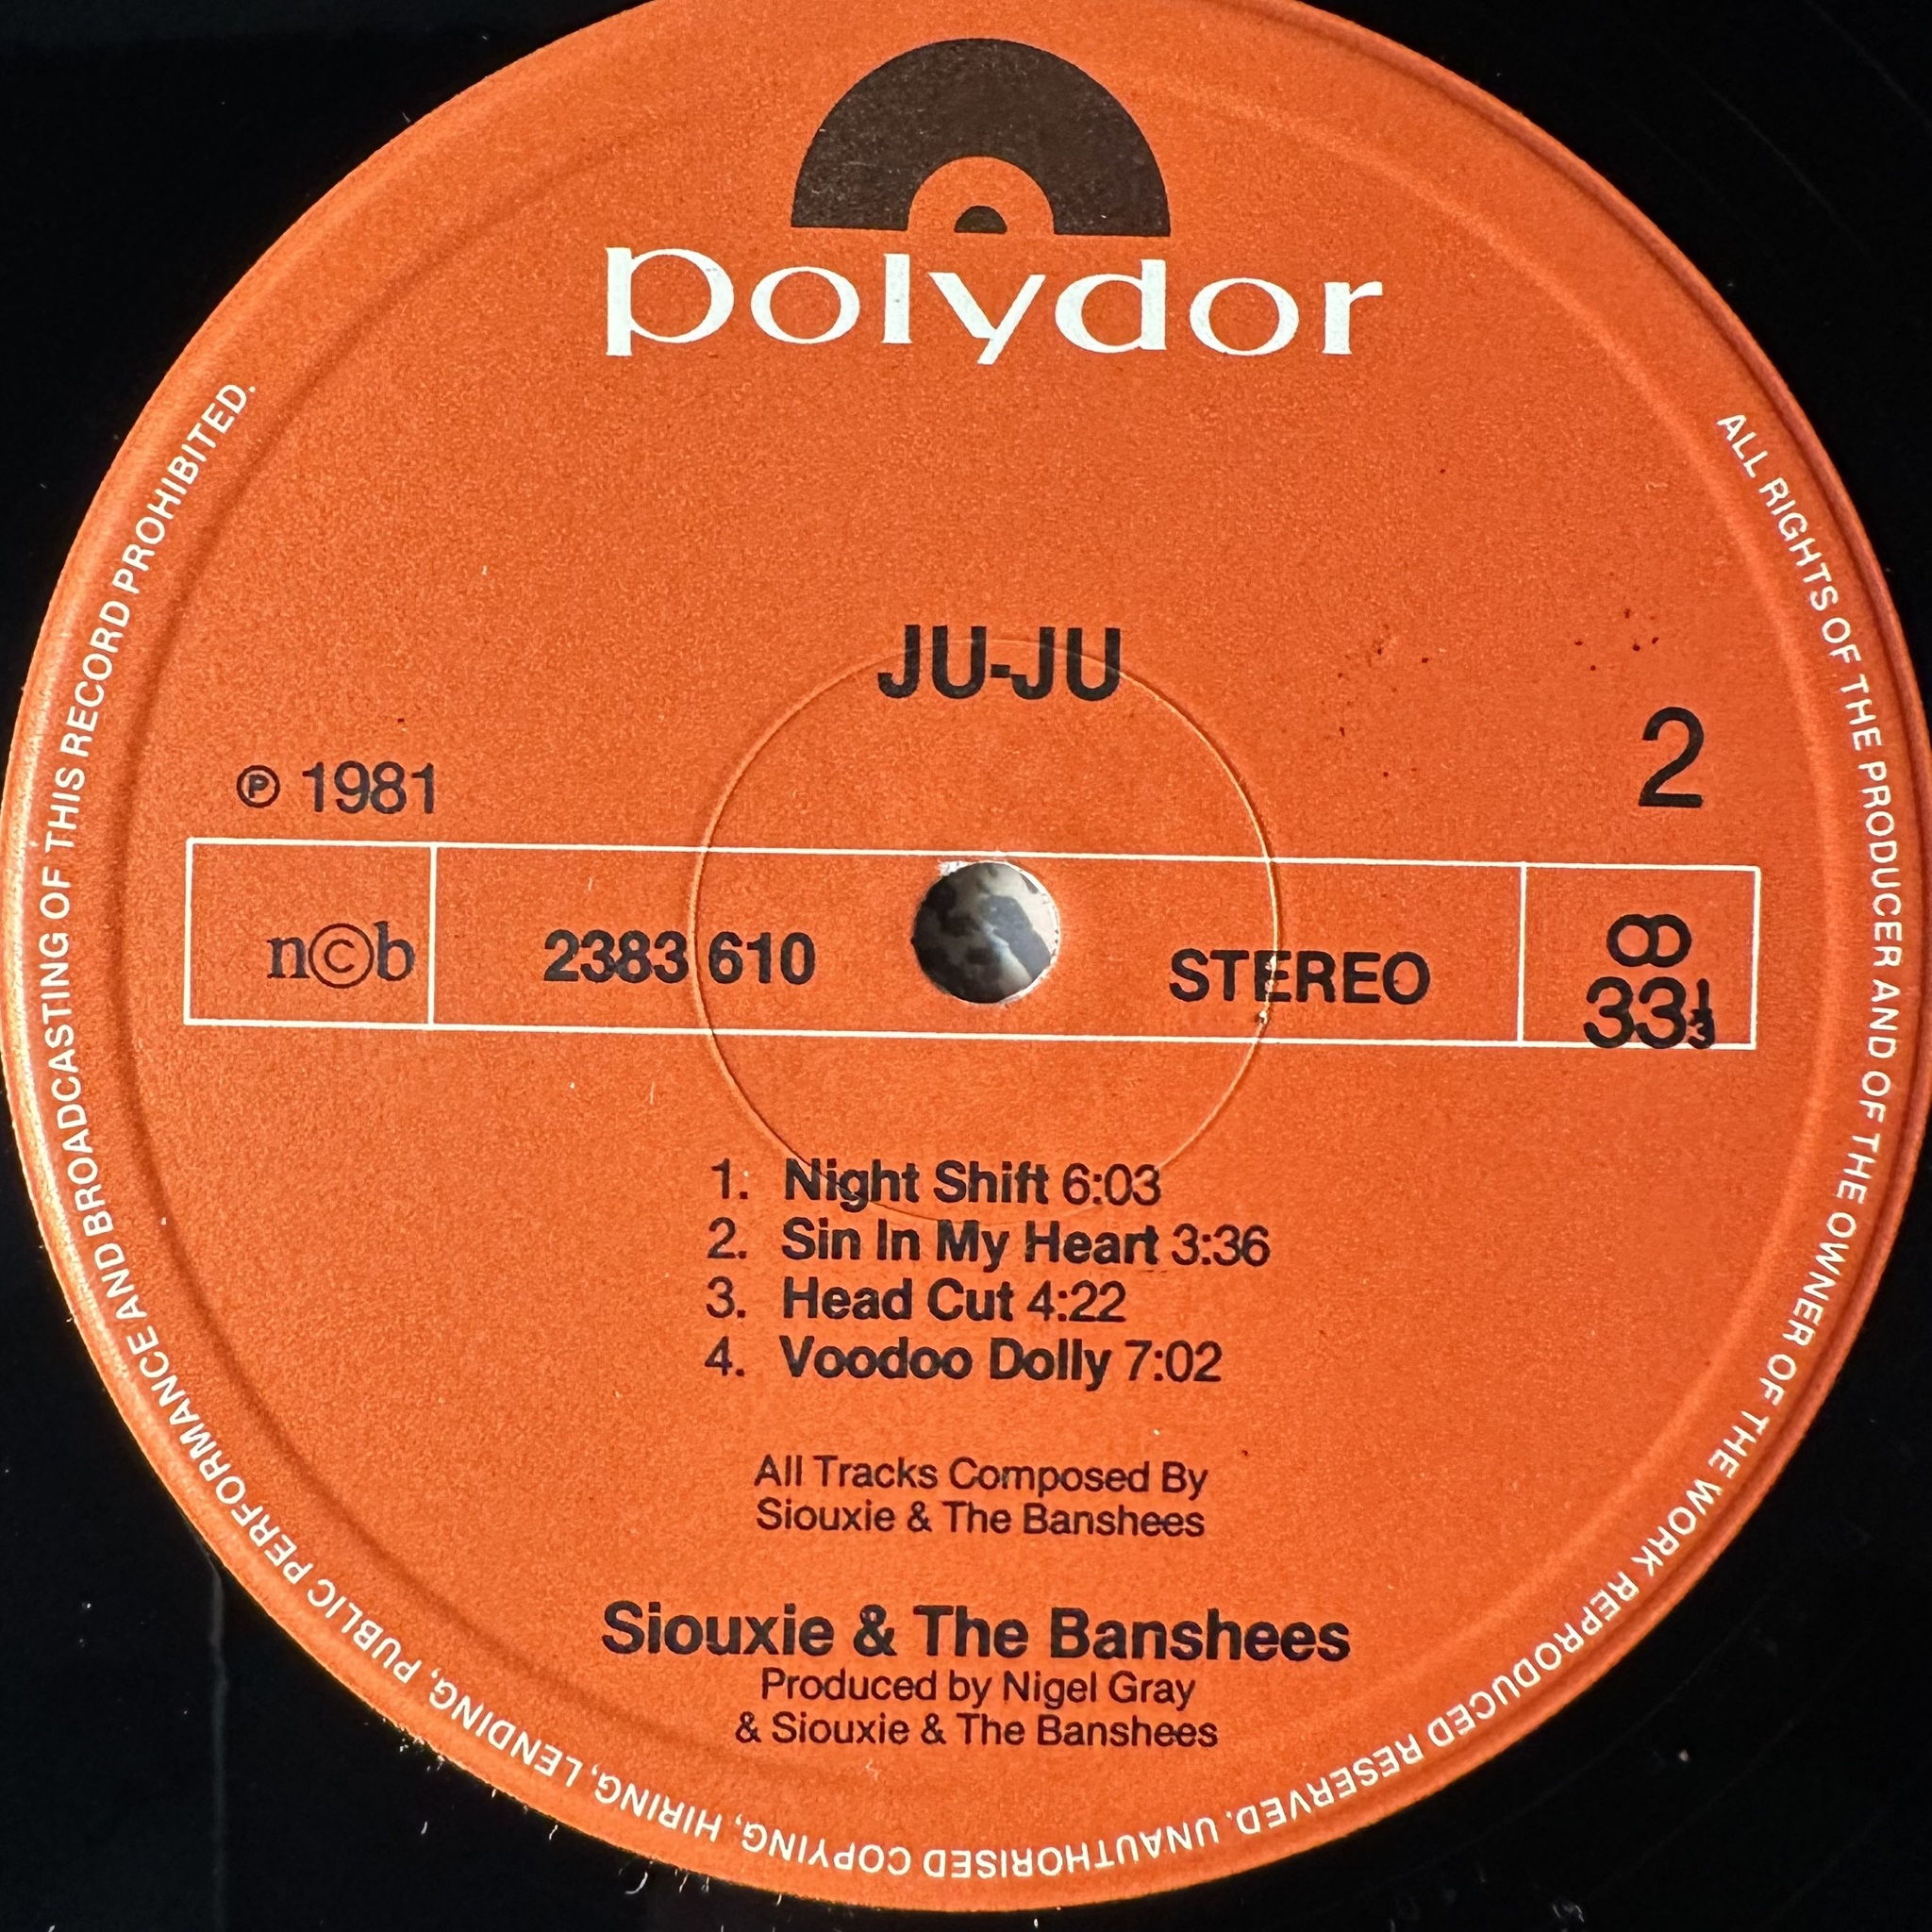 polydor
JU-JU
℗ 1981
2
n©b
2383 610
STEREO
33⅓
1. Night Shift 6:03
2. Sin In My Heart 3:36
3. Head Cut 4:22
4. Voodoo Dolly 7:02
All Tracks Composed By
Siouxie & The Banshees
Siouxie & The Banshees
Produced by Nigel Gray
& Siouxie & The Banshees
ALL RIGHTS OF THE PRODUCER AND OF THE OWNER OF THE WORK REPRODUCED RESERVED. UNAUTHORISED COPYING, HIRING, LENDING, PUBLIC PERFORMANCE AND BROADCASTING OF THIS RECORD PROHIBITED.